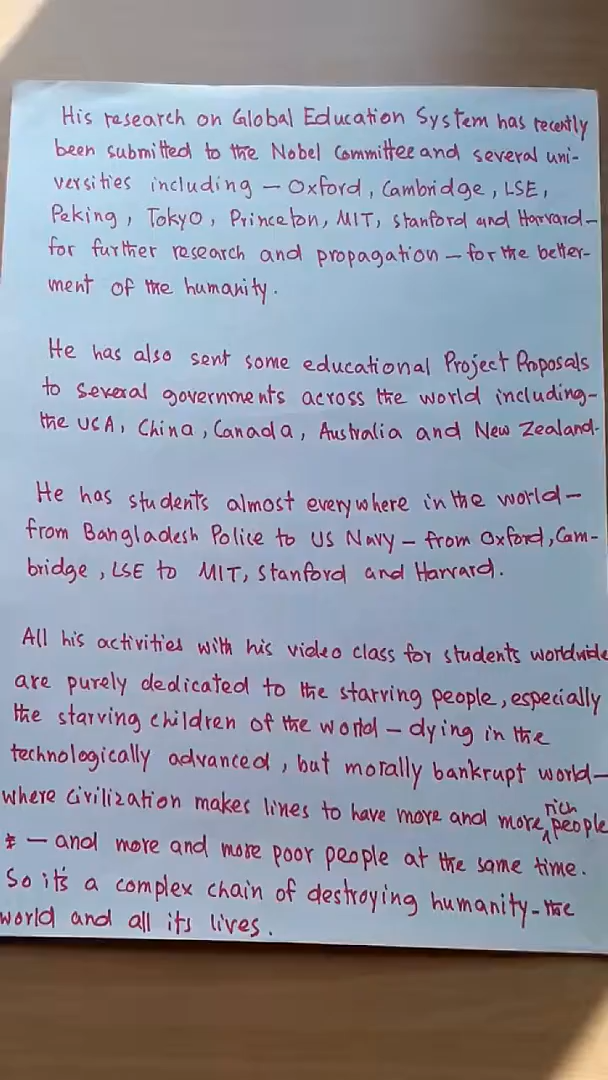 His research on Global Education System has recently
been submitted to the Nobel Committee and several uni-
versities including – Oxford, Cambridge, LSE,
Peking, Tokyo, Princeton, MIT, Stanford and Harvard –
for further research and propagation – for the better-
ment of the humanity.
He has also sent some educational Project Proposals
to several governments across the world including –
the USA, China, Canada, Australia and New Zealand.
He has students almost everywhere in the world –
from Bangladesh Police to US Navy – from Oxford, Cam-
bridge, LSE to MIT, Stanford and Harvard.
All his activities with his video class for students worldwide
are purely dedicated to the starving people, especially
the starving children of the world – dying in the
technologically advanced, but morally bankrupt world –
where civilization makes lines to have more and more rich people
– and more and more poor people at the same time.
So it's a complex chain of destroying humanity – the
world and all its lives.